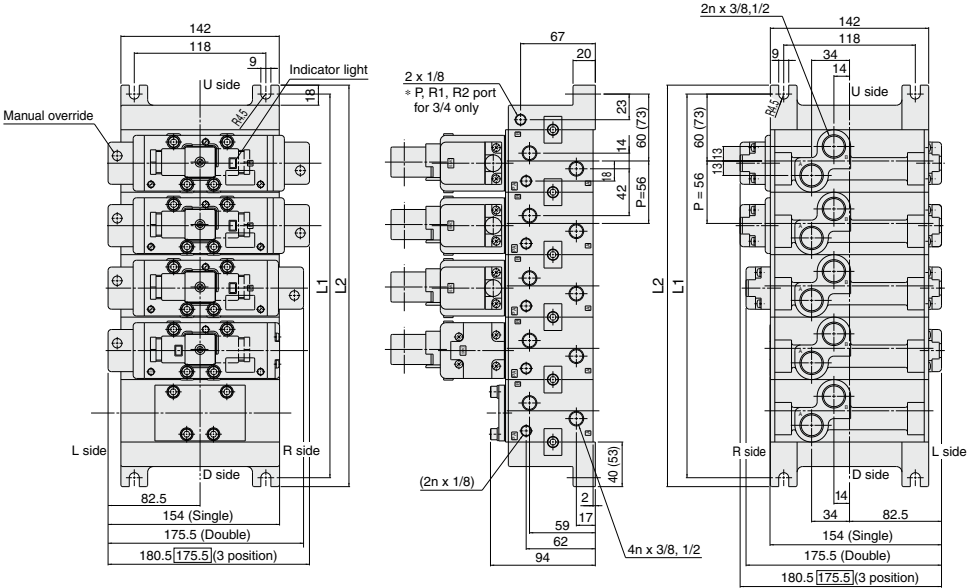 142
118
9
Indicator light
U side
18
R4.5
Manual override
L1
L2
L side
R side
D side
82.5
154 (Single)
175.5 (Double)
180.5 175.5 (3 position)
67
20
2 x 1/8
* P, R1, R2 port
for 3/4 only
23
60 (73)
14
18
42
P=56
40 (53)
(2n x 1/8)
2
17
59
62
94
4n x 3/8, 1/2
2n x 3/8,1/2
142
118
9
34
14
U side
R4.5
60 (73)
13
13
P = 56
A
B
A
B
A
B
A
B
A
B
L2
L1
R side
D side
L side
14
34
82.5
154 (Single)
175.5 (Double)
180.5 175.5 (3 position)